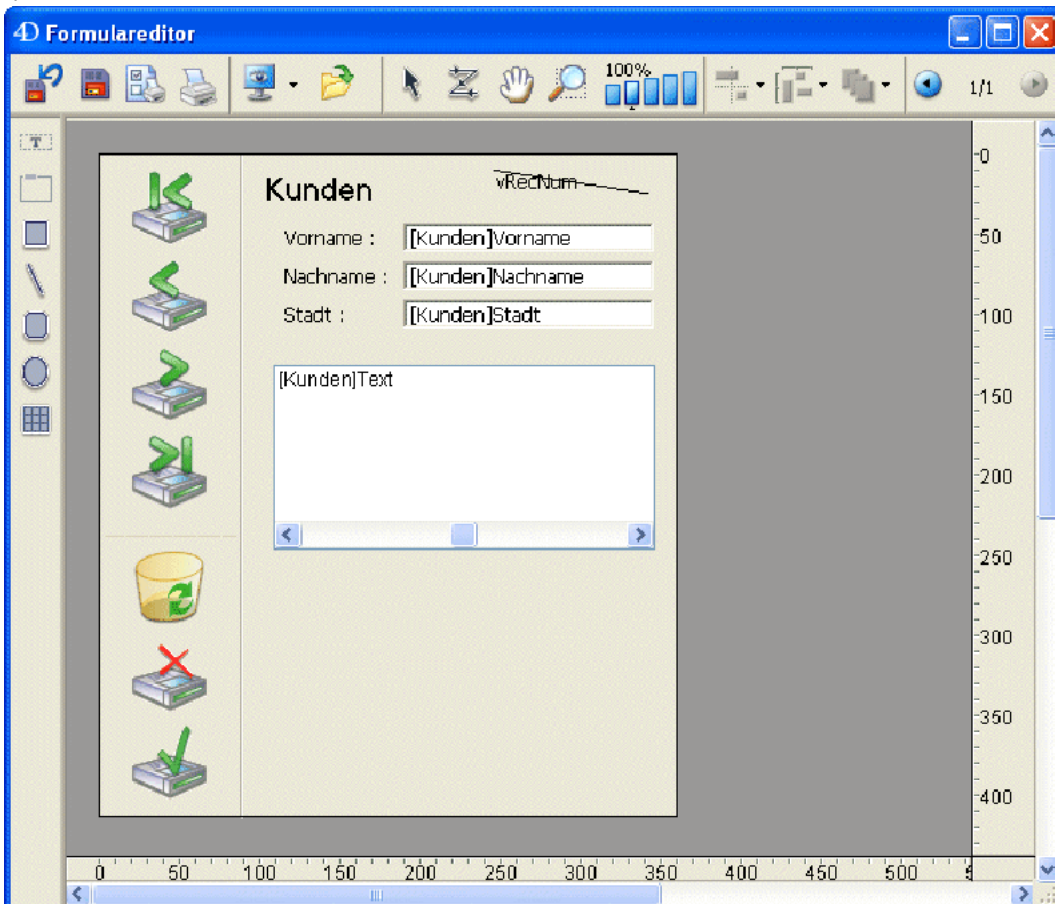 4D Formulareditor
100%
1/1
T
Kunden vRecNum
Vorname : [Kunden]Vorname
Nachname : [Kunden]Nachname
Stadt : [Kunden]Stadt
[Kunden]Text
0
50
100
150
200
250
300
350
400
0 50 100 150 200 250 300 350 400 450 500